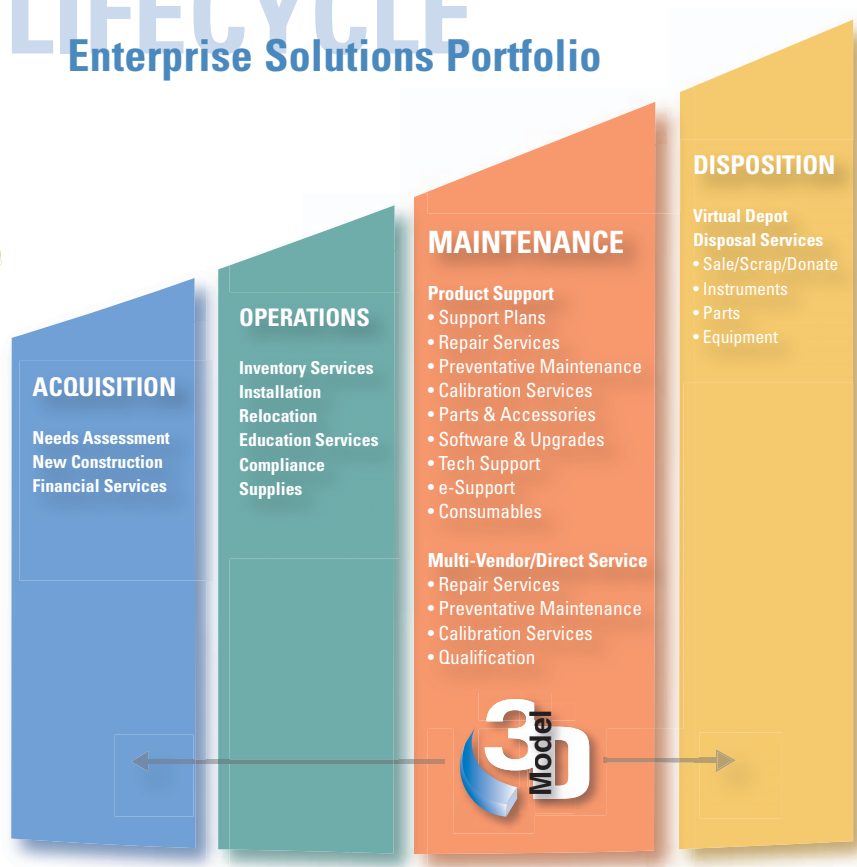 LIFECYCLE
Enterprise Solutions Portfolio
ACQUISITION
Needs Assessment
New Construction
Financial Services
OPERATIONS
Inventory Services
Installation
Relocation
Education Services
Compliance
Supplies
MAINTENANCE
Product Support
• Support Plans
• Repair Services
• Preventative Maintenance
• Calibration Services
• Parts & Accessories
• Software & Upgrades
• Tech Support
• e-Support
• Consumables
Multi-Vendor/Direct Service
• Repair Services
• Preventative Maintenance
• Calibration Services
• Qualification
3D
Model
DISPOSITION
Virtual Depot
Disposal Services
• Sale/Scrap/Donate
• Instruments
• Parts
• Equipment